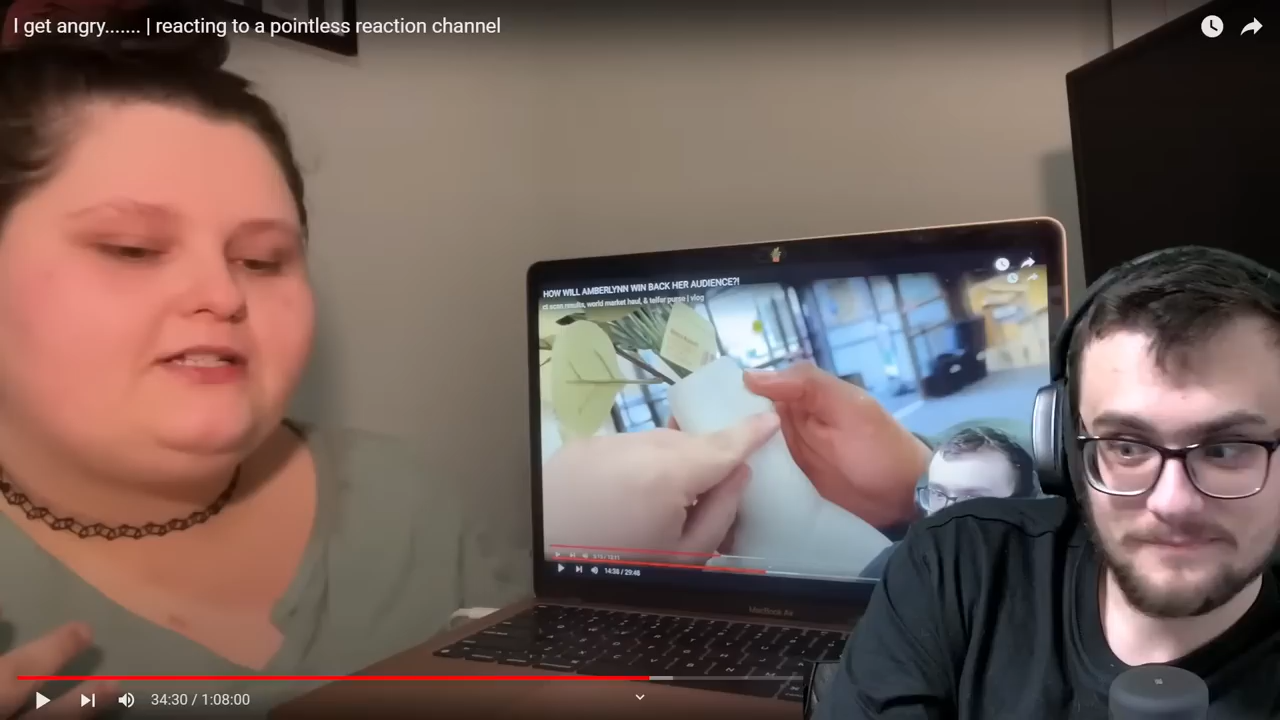 I get angry....... | reacting to a pointless reaction channel
HOW WILL AMBERLYNN WIN BACK HER AUDIENCE?!
ct scan results, world market haul, & telfer purse | vlog
14:38 / 29:48
MacBook Air
34:30 / 1:08:00